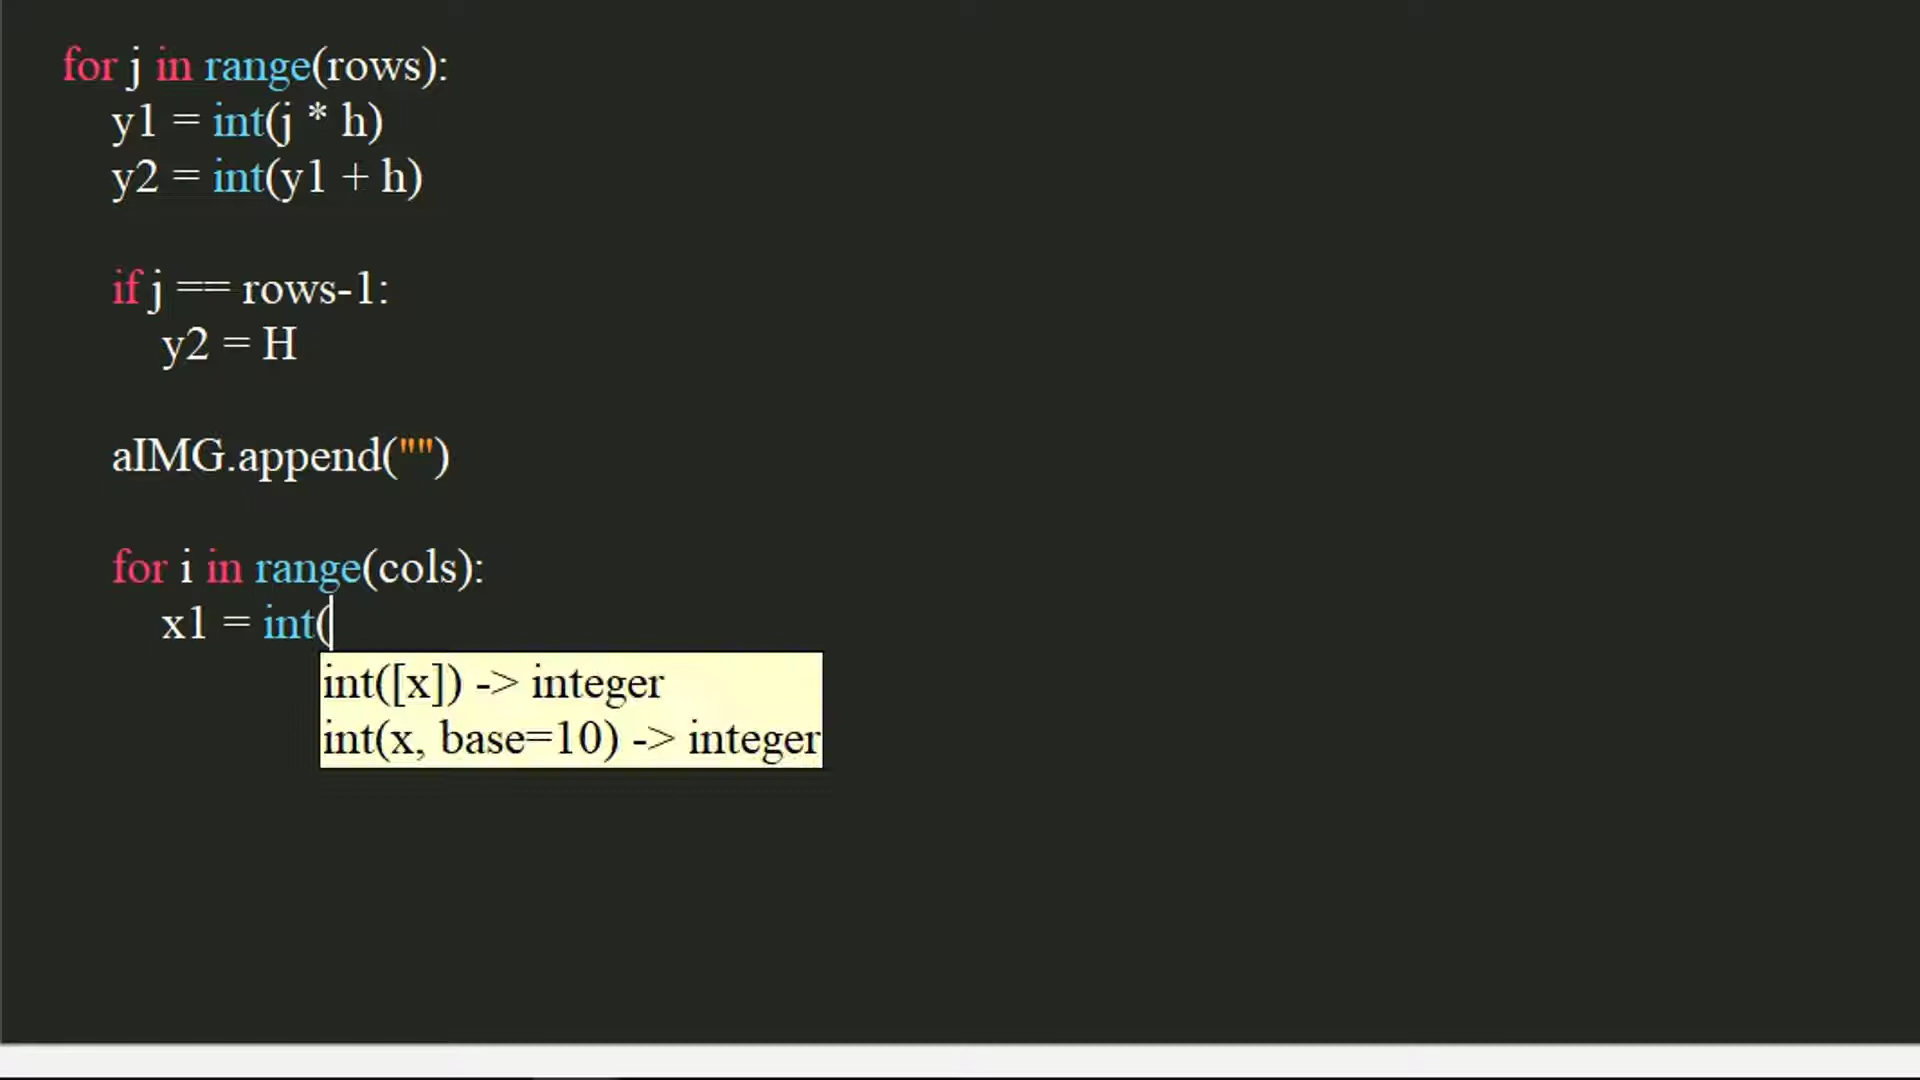 for j in range(rows):
y1 = int(j * h)
y2 = int(y1 + h)
if j == rows-1:
y2 = H
aIMG.append("")
for i in range(cols):
x1 = int(
int([x]) -> integer
int(x, base=10) -> integer